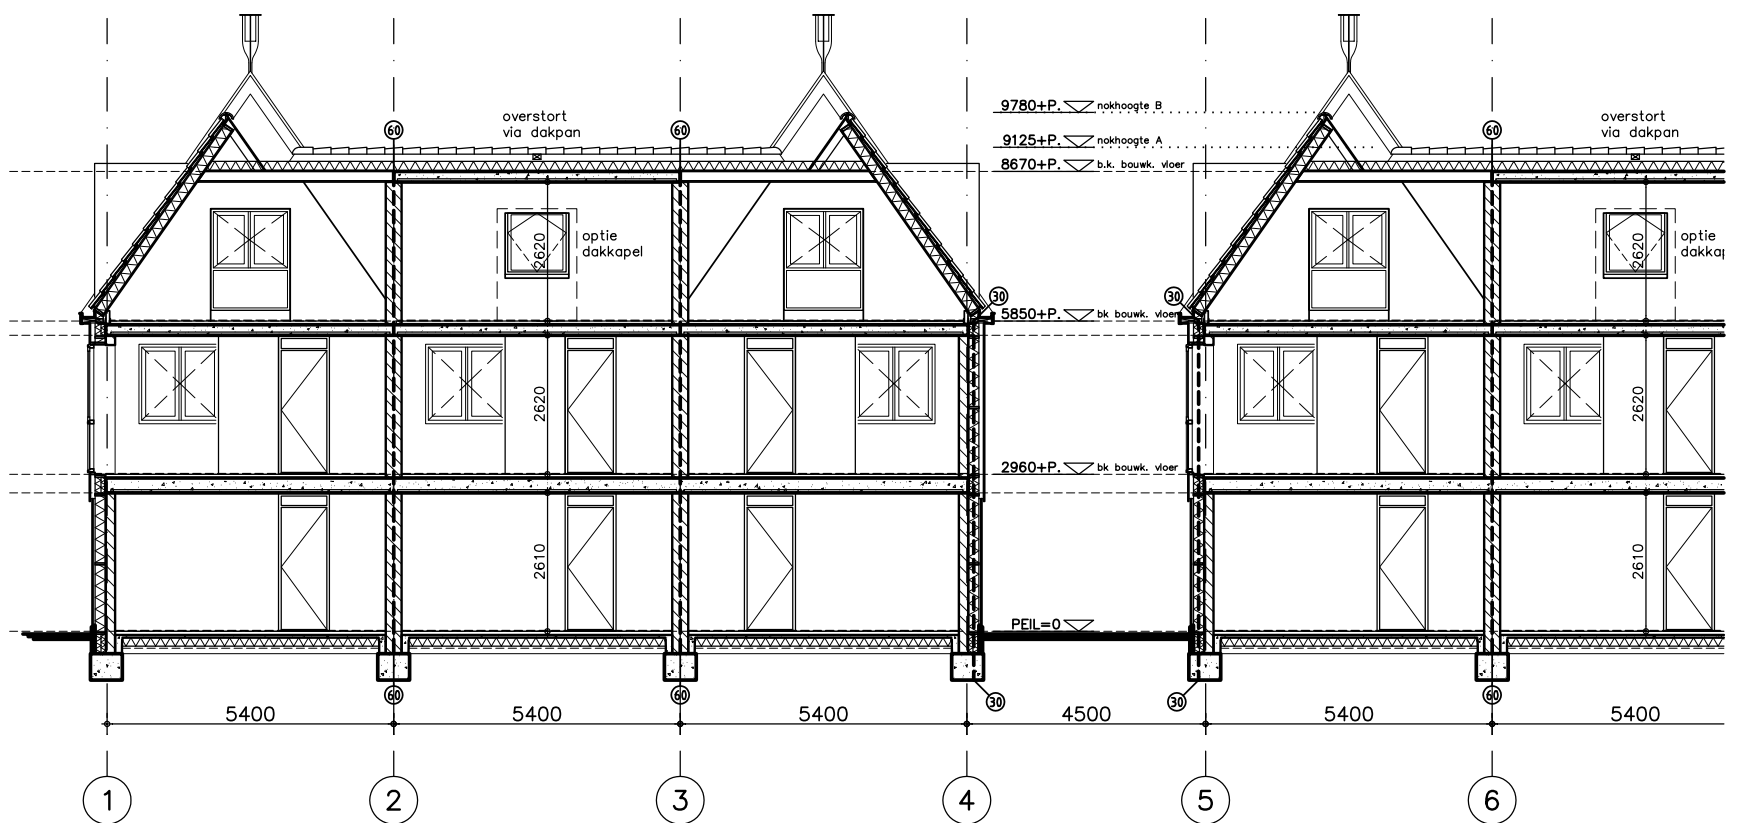 9780+P. nokhoogte B
overstort
via dakpan
overstort
via dakpan
60
60
60
9125+P. nokhoogte A
8670+P. b.k. bouwk. vloer
2620
optie
dakkapel
2620
optie
dakkap
30
30
5850+P. bk bouwk. vloer
2620
2620
2960+P. bk bouwk. vloer
2610
2610
PEIL=0
60
60
30
30
60
5400
5400
5400
4500
5400
5400
1
2
3
4
5
6